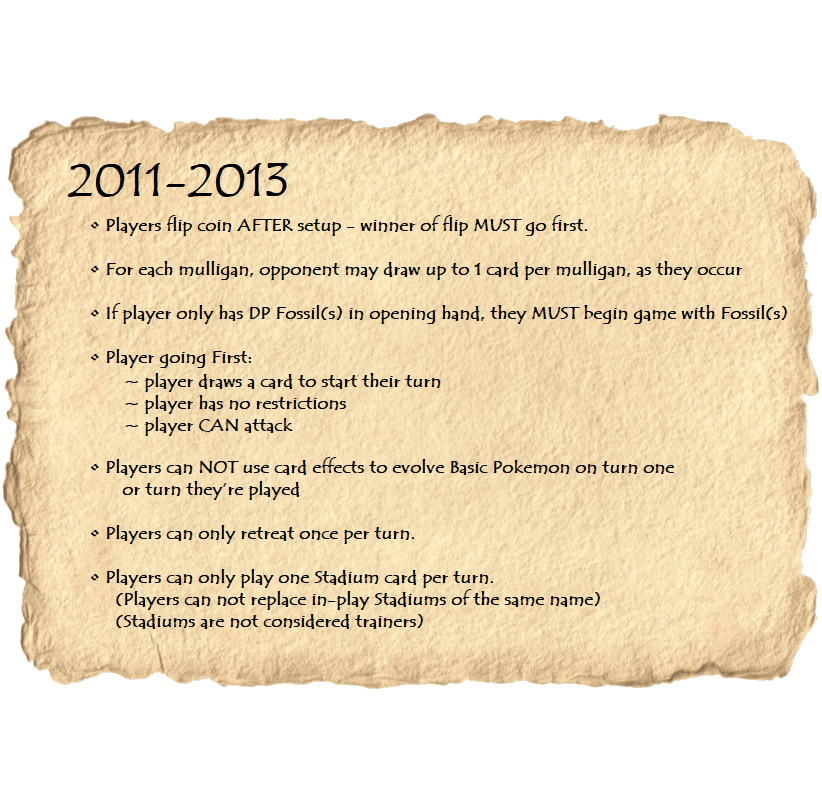 2011-2013
⋄ Players flip coin AFTER setup - winner of flip MUST go first.
⋄ For each mulligan, opponent may draw up to 1 card per mulligan, as they occur
⋄ If player only has DP Fossil(s) in opening hand, they MUST begin game with Fossil(s)
⋄ Player going First:
~ player draws a card to start their turn
~ player has no restrictions
~ player CAN attack
⋄ Players can NOT use card effects to evolve Basic Pokemon on turn one
or turn they're played
⋄ Players can only retreat once per turn.
⋄ Players can only play one Stadium card per turn.
(Players can not replace in-play Stadiums of the same name)
(Stadiums are not considered trainers)